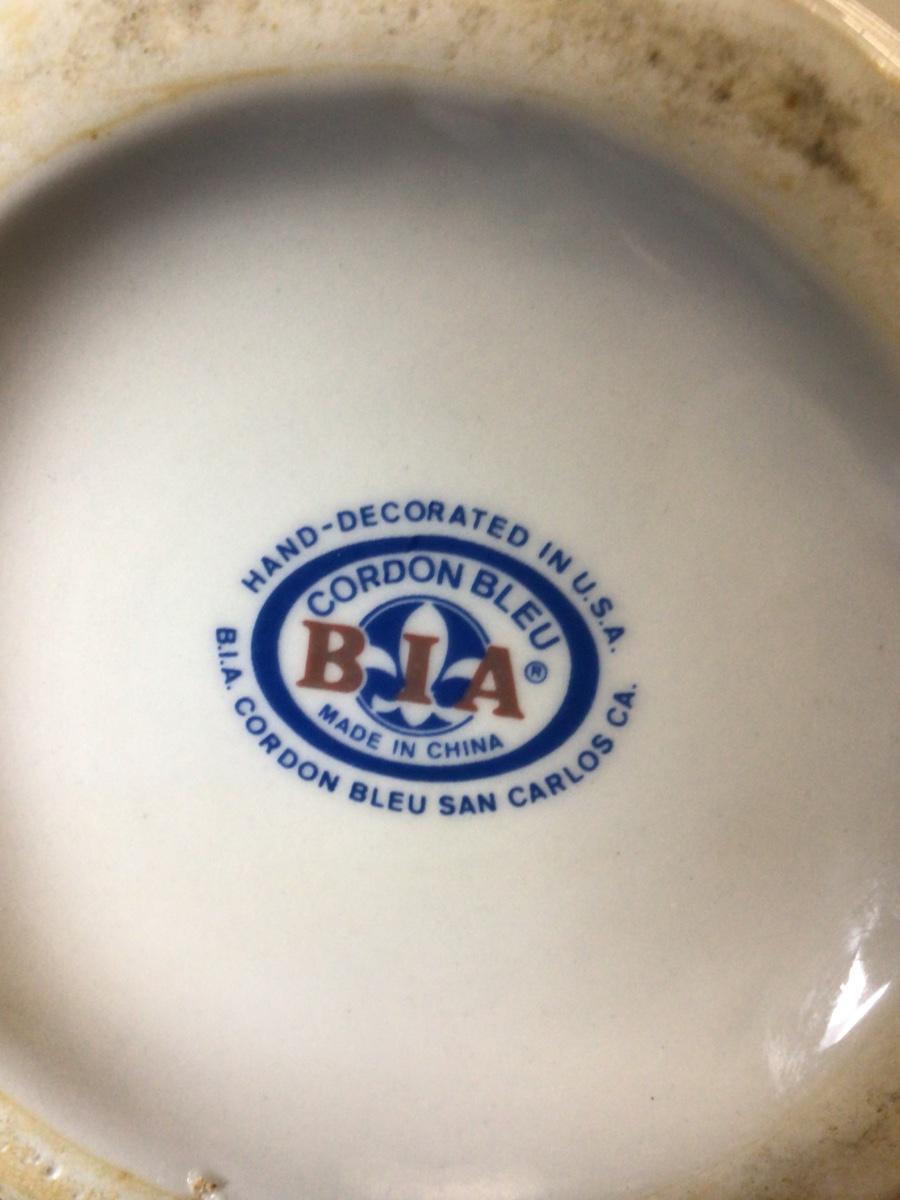 HAND-DECORATED IN U.S.A.
CORDON BLEU
BIA ®
MADE IN CHINA
B.I.A. CORDON BLEU SAN CARLOS CA.